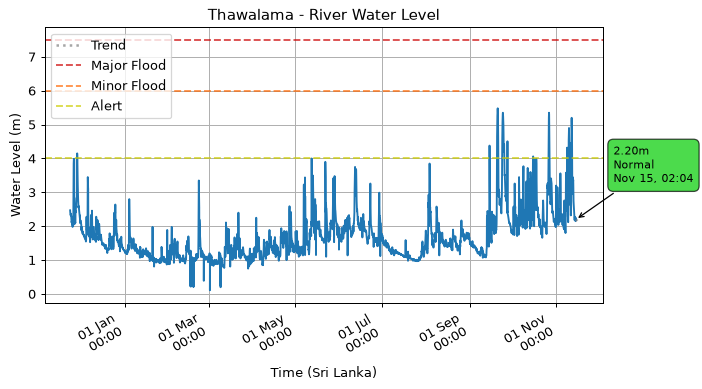 Thawalama - River Water Level
Trend
Major Flood
Minor Flood
Alert
Water Level (m)
7
6
5
4
3
2
1
0
2.20m
Normal
Nov 15, 02:04
01 Jan
00:00
01 Mar
00:00
01 May
00:00
01 Jul
00:00
01 Sep
00:00
01 Nov
00:00
Time (Sri Lanka)